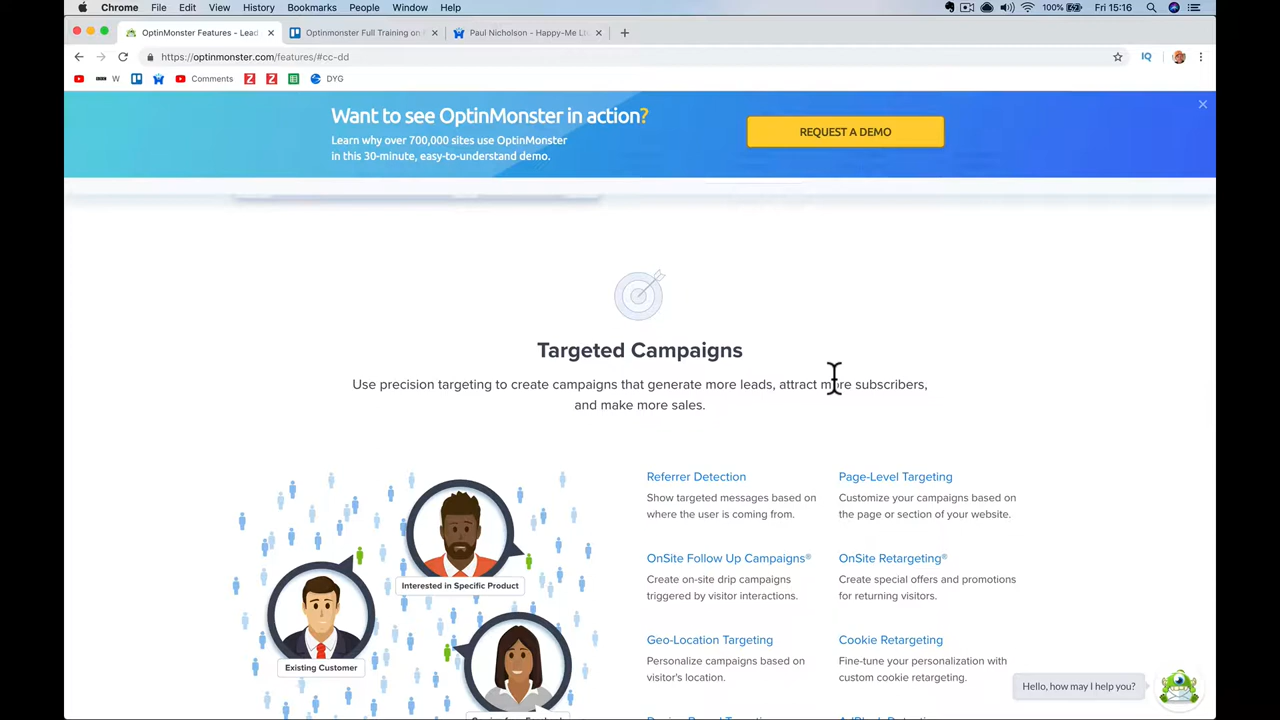 Chrome File Edit View History Bookmarks People Window Help 100% Fri 15:16
OptinMonster Features - Lead
Optinmonster Full Training on
Paul Nicholson - Happy-Me Li
https://optinmonster.com/features/#cc-dd
IQ
W Comments DYG
Want to see OptinMonster in action?
Learn why over 700,000 sites use OptinMonster
in this 30-minute, easy-to-understand demo.
REQUEST A DEMO
Targeted Campaigns
Use precision targeting to create campaigns that generate more leads, attract more subscribers,
and make more sales.
Interested in Specific Product
Existing Customer
Referrer Detection
Show targeted messages based on
where the user is coming from.
Page-Level Targeting
Customize your campaigns based on
the page or section of your website.
OnSite Follow Up Campaigns®
Create on-site drip campaigns
triggered by visitor interactions.
OnSite Retargeting®
Create special offers and promotions
for returning visitors.
Geo-Location Targeting
Personalize campaigns based on
visitor's location.
Cookie Retargeting
Fine-tune your personalization with
custom cookie retargeting.
Hello, how may I help you?